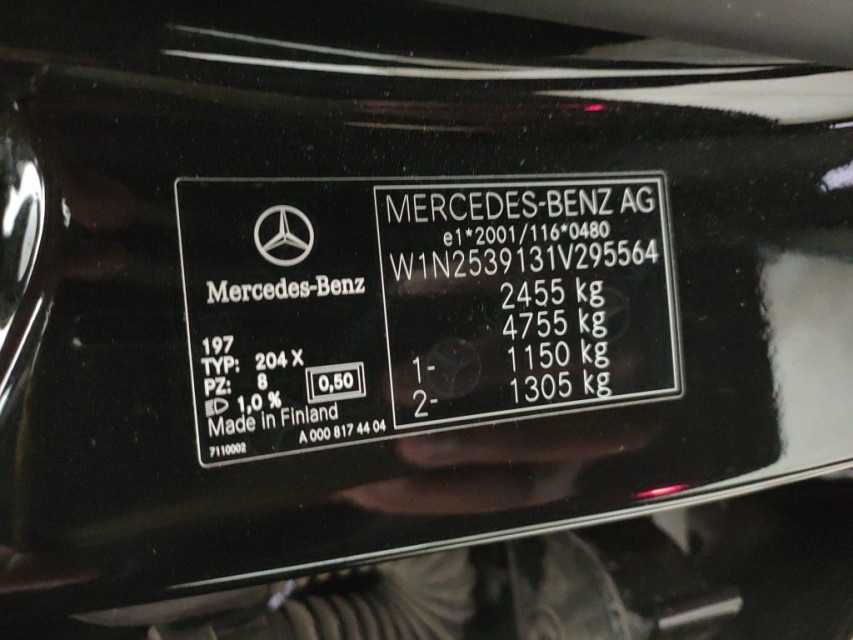 Mercedes-Benz
197
TYP: 204 X
PZ: 8
0,50
1,0 %
Made in Finland
7110002
A 000 817 44 04
MERCEDES-BENZ AG
e1*2001/116*0480
W1N2539131V295564
2455 kg
4755 kg
1- 1150 kg
2- 1305 kg